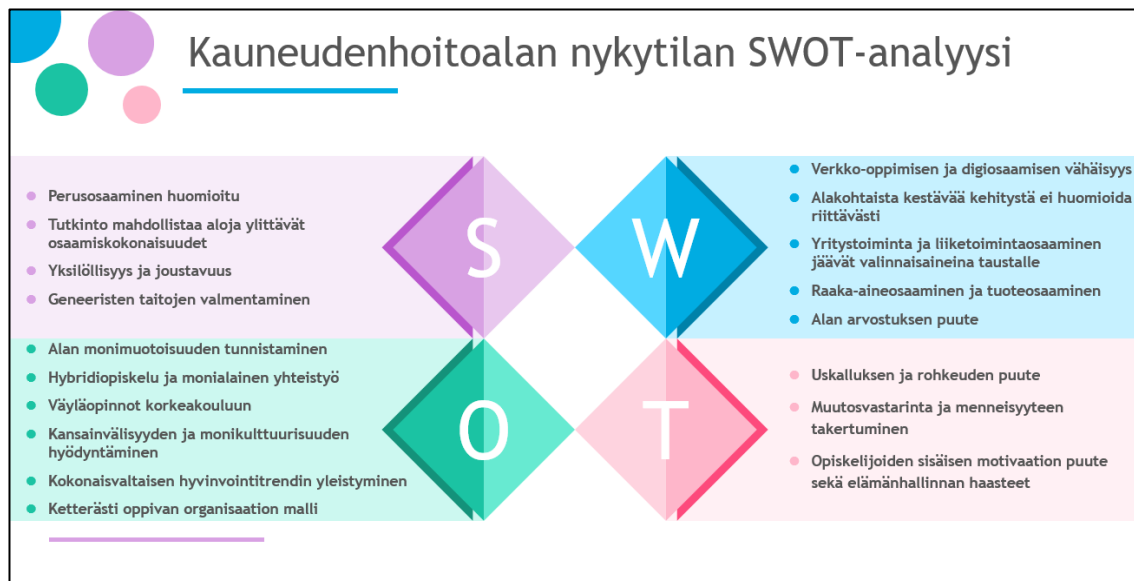 Kauneudenhoitoalan nykytilan SWOT-analyysi
Perusosaaminen huomioitu
Tutkinto mahdollistaa aloja ylittävät
osaamiskokonaisuudet
Yksilöllisyys ja joustavuus
Geneeristen taitojen valmentaminen
S
W
Verkko-oppimisen ja digiosaamisen vähäisyys
Alakohtaista kestävää kehitystä ei huomioida
riittävästi
Yritystoiminta ja liiketoimintaosaaminen
jäävät valinnaisaineina taustalle
Raaka-aineosaaminen ja tuoteosaaminen
Alan arvostuksen puute
Alan monimuotoisuuden tunnistaminen
Hybridiopiskelu ja monialainen yhteistyö
Väyläopinnot korkeakouluun
Kansainvälisyyden ja monikulttuurisuuden
hyödyntäminen
Kokonaisvaltaisen hyvinvointitrendin yleistyminen
Ketterästi oppivan organisaation malli
O
T
Uskalluksen ja rohkeuden puute
Muutosvastarinta ja menneisyyteen
takertuminen
Opiskelijoiden sisäisen motivaation puute
sekä elämänhallinnan haasteet